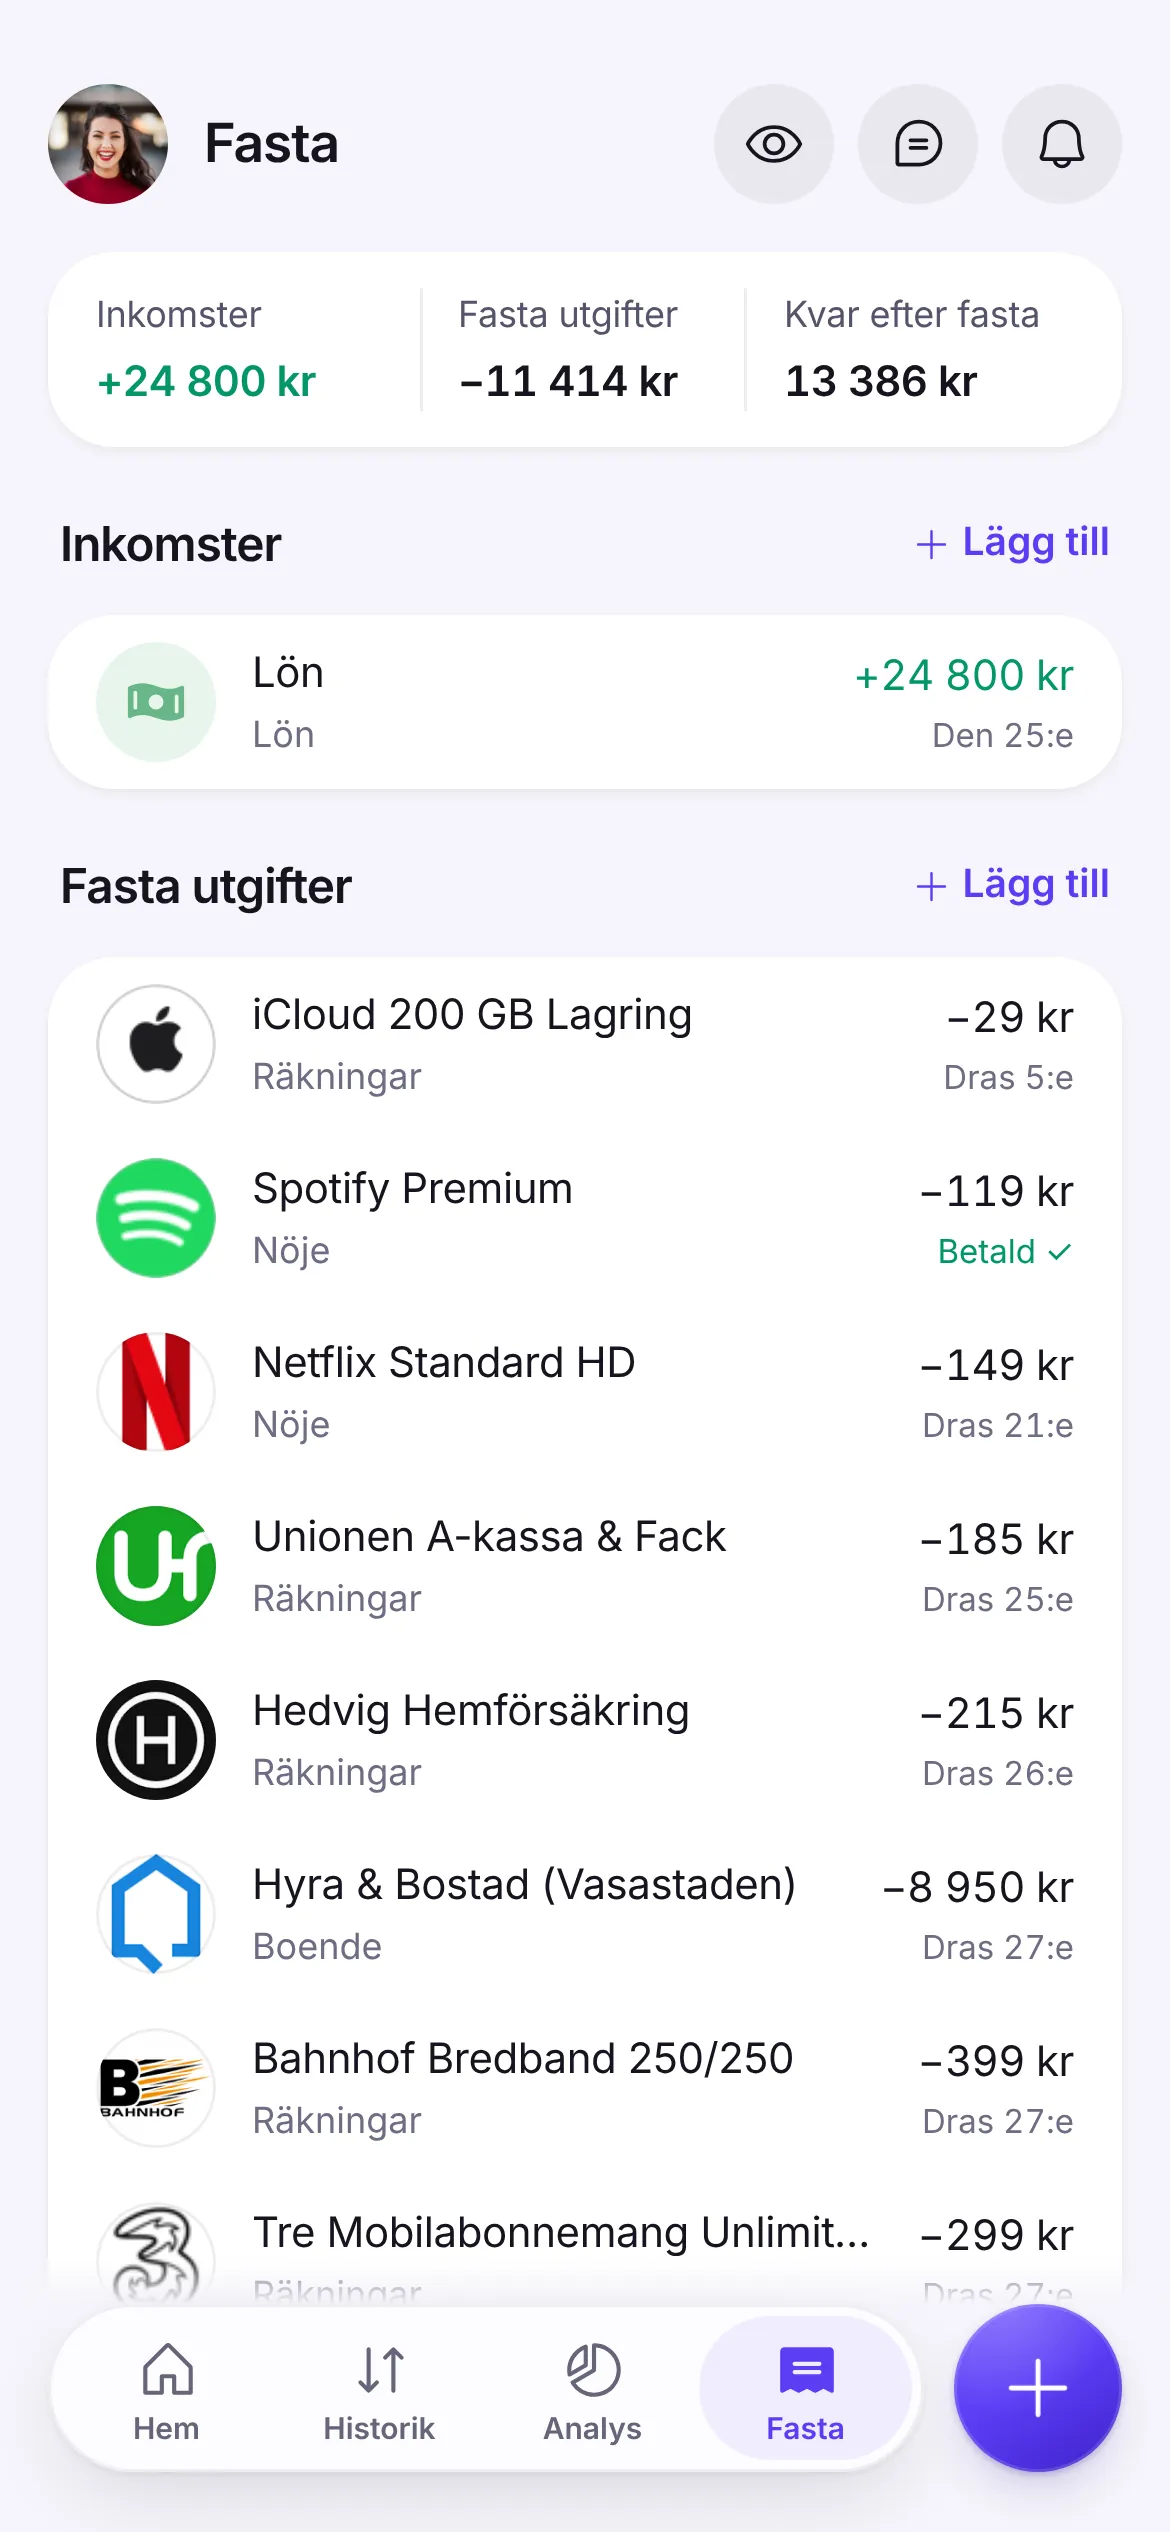 Fasta
Inkomster
+24 800 kr
Fasta utgifter
−11 414 kr
Kvar efter fasta
13 386 kr
Inkomster
+ Lägg till
Lön
+24 800 kr
Lön
Den 25:e
Fasta utgifter
+ Lägg till
iCloud 200 GB Lagring
−29 kr
Räkningar
Dras 5:e
Spotify Premium
−119 kr
Nöje
Betald ✓
Netflix Standard HD
−149 kr
Nöje
Dras 21:e
Unionen A-kassa & Fack
−185 kr
Räkningar
Dras 25:e
Hedvig Hemförsäkring
−215 kr
Räkningar
Dras 26:e
Hyra & Bostad (Vasastaden)
−8 950 kr
Boende
Dras 27:e
B
BAHNHOF
Bahnhof Bredband 250/250
−399 kr
Räkningar
Dras 27:e
Tre Mobilabonnemang Unlimit...
−299 kr
Räkningar
Dras 27:e
Hem
Historik
Analys
Fasta